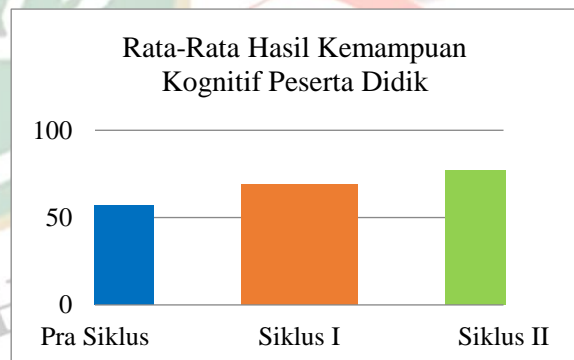 Rata-Rata Hasil Kemampuan
Kognitif Peserta Didik
100
50
0
Pra Siklus
Siklus I
Siklus II